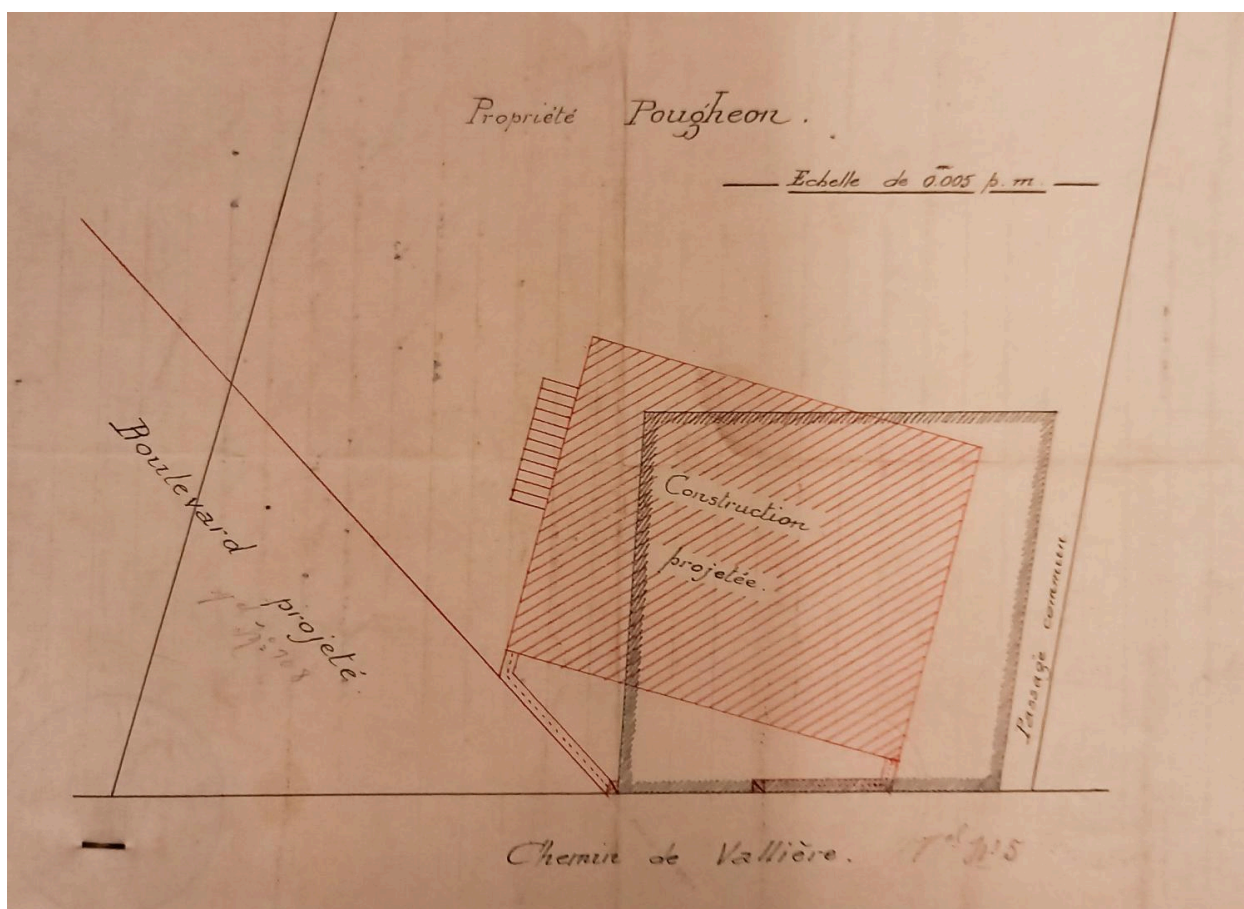 Propriété Pougheon.
Echelle de 0.005 p.m.
Boulevard
projeté.
Construction
projetée.
Passage commun
Chemin de Vallière.